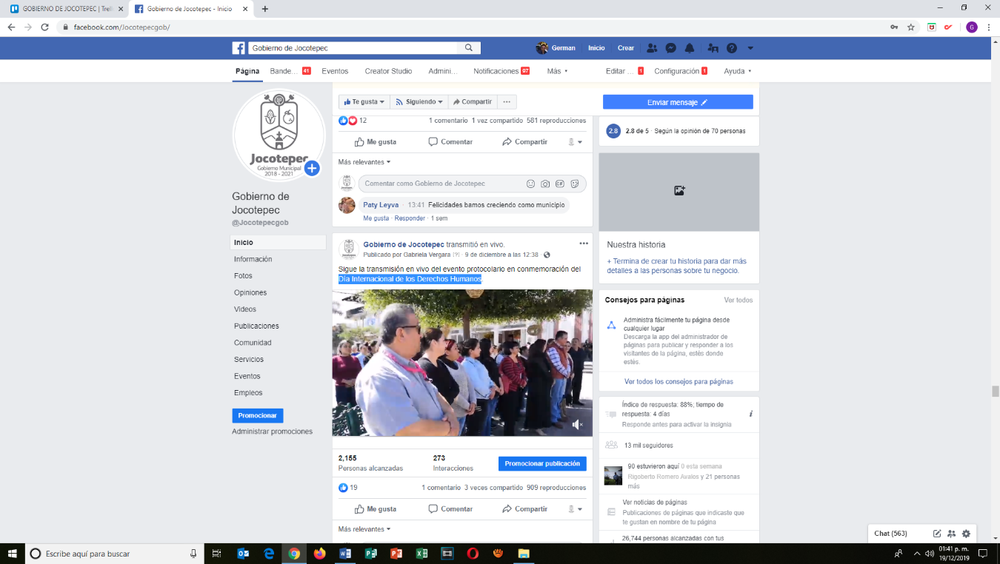 GOBIERNO DE JOCOTEPEC | Trell
Gobierno de Jocotepec - Inicio
facebook.com/Jocotepecgob/
G
Gobierno de Jocotepec
German
Inicio
Crear
Página
Bande... 41
Eventos
Creator Studio
Admini...
Notificaciones 97
Más
Editar ... 1
Configuración 1
Ayuda
Jocotepec
Gobierno Municipal
2018 - 2021
Gobierno de
Jocotepec
@Jocotepecgob
Inicio
Información
Fotos
Opiniones
Videos
Publicaciones
Comunidad
Servicios
Eventos
Empleos
Promocionar
Administrar promociones
Te gusta
Siguiendo
Compartir
Enviar mensaje
12
1 comentario 1 vez compartido 581 reproducciones
Me gusta
Comentar
Compartir
Más relevantes
Comentar como Gobierno de Jocotepec
GIF
Paty Leyva · 13:41 Felicidades bamos creciendo como municipio
Me gusta · Responder · 1 sem
Gobierno de Jocotepec transmitió en vivo.
Publicado por Gabriela Vergara [?] · 9 de diciembre a las 12:38 ·
Sigue la transmisión en vivo del evento protocolario en conmemoración del
Día Internacional de los Derechos Humanos
2,155
Personas alcanzadas
273
Interacciones
Promocionar publicación
19
1 comentario 3 veces compartido 909 reproducciones
Me gusta
Comentar
Compartir
Más relevantes
2.8
2.8 de 5 · Según la opinión de 70 personas
Nuestra historia
+ Termina de crear tu historia para dar más
detalles a las personas sobre tu negocio.
Consejos para páginas
Ver todos
Administra fácilmente tu página desde
cualquier lugar
Descarga la app del administrador de
páginas para publicar y responder a los
visitantes de la página, estés donde
estés.
Ver todos los consejos para páginas
Índice de respuesta: 88%; tiempo de
respuesta: 4 días
Responde antes para activar la insignia
13 mil seguidores
90 estuvieron aquí 0 esta semana
Rigoberto Romero Avales y 21 personas
más
Ver noticias de páginas
Publicaciones de páginas que indicaste que
te gustan en nombre de tu página
26,744 personas alcanzadas con tus
Chat (563)
Escribe aquí para buscar
01:41 p. m.
19/12/2019